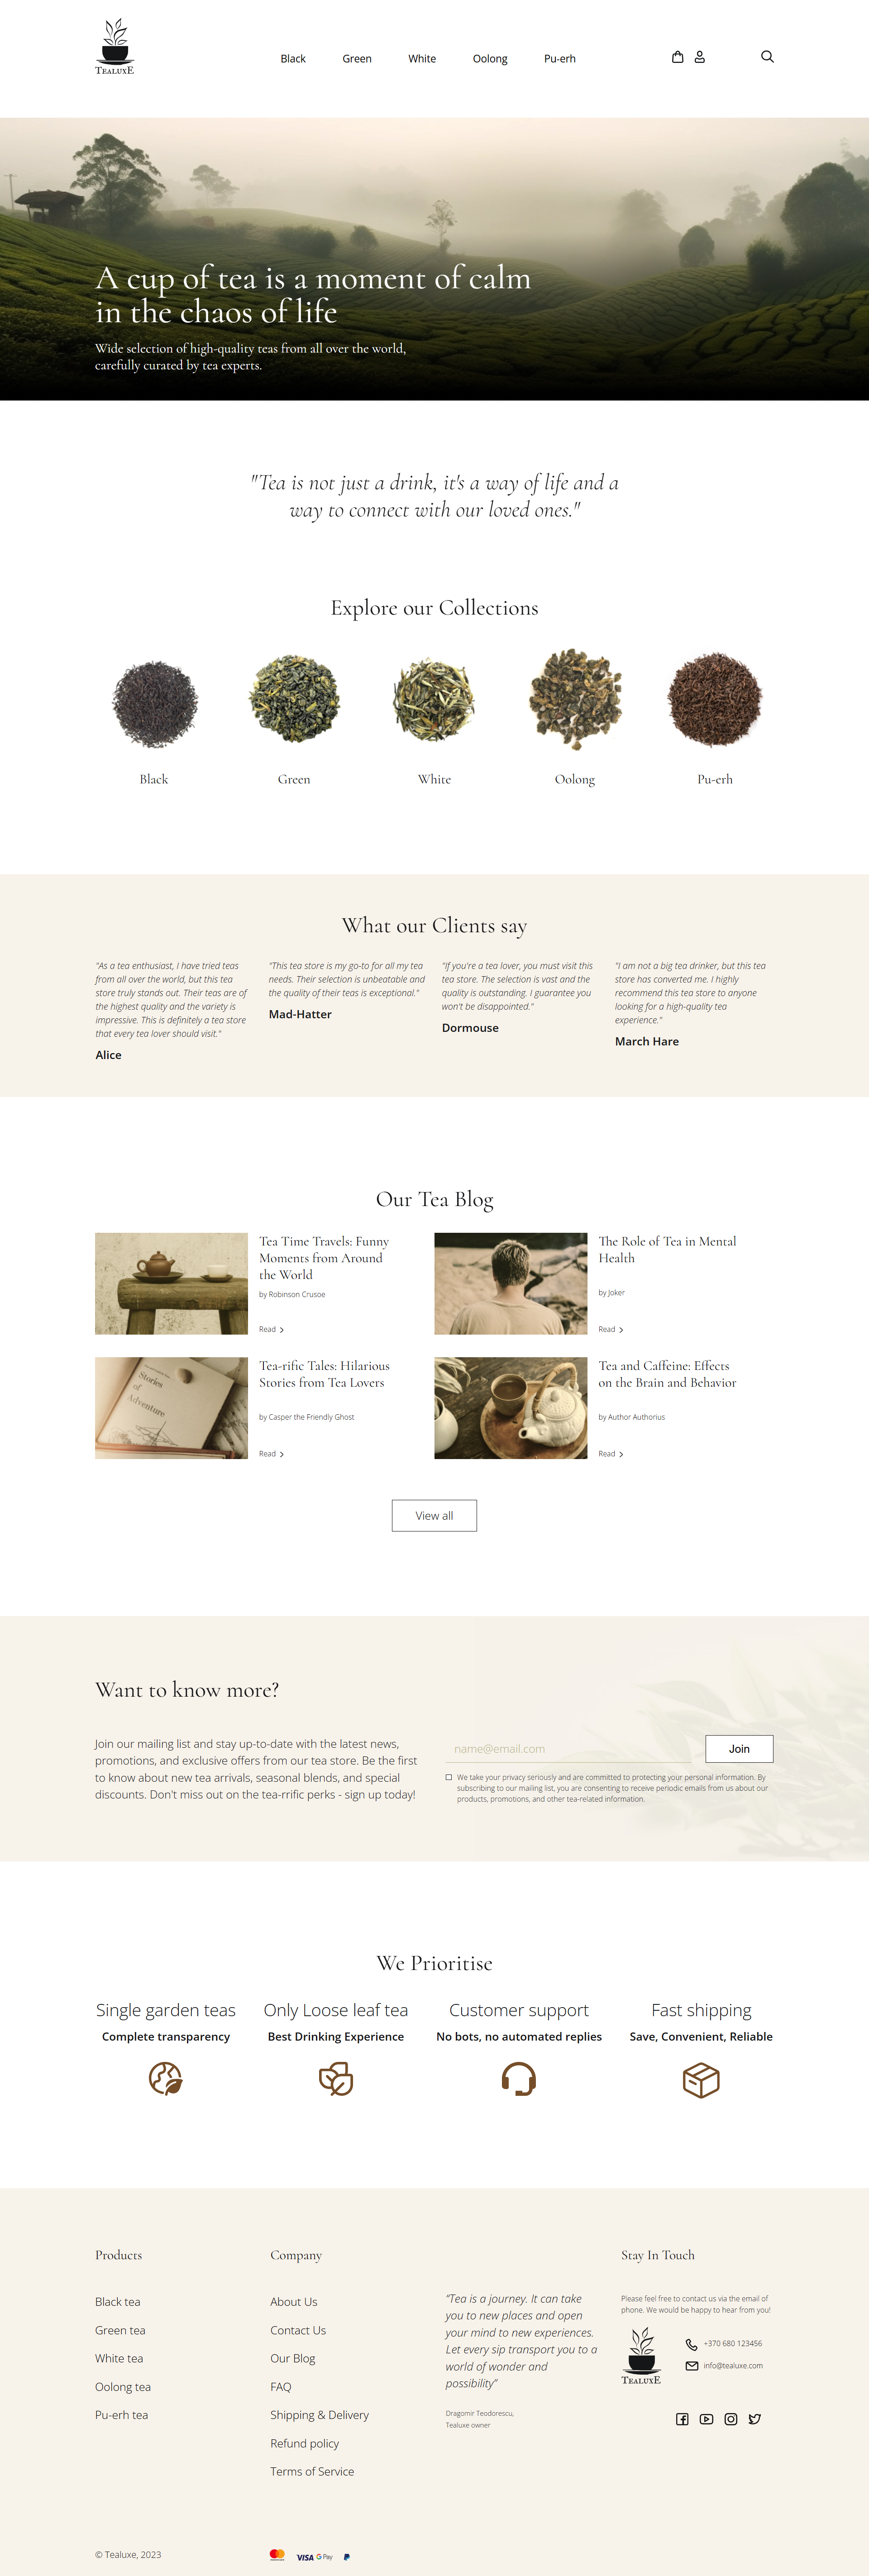 TEALUXE
Black
Green
White
Oolong
Pu-erh
A cup of tea is a moment of calm
in the chaos of life
Wide selection of high-quality teas from all over the world,
carefully curated by tea experts.
"Tea is not just a drink, it's a way of life and a
way to connect with our loved ones."
Explore our Collections
Black
Green
White
Oolong
Pu-erh
What our Clients say
"As a tea enthusiast, I have tried teas
from all over the world, but this tea
store truly stands out. Their teas are of
the highest quality and the variety is
impressive. This is definitely a tea store
that every tea lover should visit."
Alice
"This tea store is my go-to for all my tea
needs. Their selection is unbeatable and
the quality of their teas is exceptional."
Mad-Hatter
"If you're a tea lover, you must visit this
tea store. The selection is vast and the
quality is outstanding. I guarantee you
won't be disappointed."
Dormouse
"I am not a big tea drinker, but this tea
store has converted me. I highly
recommend this tea store to anyone
looking for a high-quality tea
experience."
March Hare
Our Tea Blog
Tea Time Travels: Funny
Moments from Around
the World
by Robinson Crusoe
Read
The Role of Tea in Mental
Health
by Joker
Read
Stories
of
Adventure
Tea-rific Tales: Hilarious
Stories from Tea Lovers
by Casper the Friendly Ghost
Read
Tea and Caffeine: Effects
on the Brain and Behavior
by Author Authorius
Read
View all
Want to know more?
Join our mailing list and stay up-to-date with the latest news,
promotions, and exclusive offers from our tea store. Be the first
to know about new tea arrivals, seasonal blends, and special
discounts. Don't miss out on the tea-rrific perks - sign up today!
name@email.com
Join
We take your privacy seriously and are committed to protecting your personal information. By
subscribing to our mailing list, you are consenting to receive periodic emails from us about our
products, promotions, and other tea-related information.
We Prioritise
Single garden teas
Complete transparency
Only Loose leaf tea
Best Drinking Experience
Customer support
No bots, no automated replies
Fast shipping
Save, Convenient, Reliable
Products
Black tea
Green tea
White tea
Oolong tea
Pu-erh tea
Company
About Us
Contact Us
Our Blog
FAQ
Shipping & Delivery
Refund policy
Terms of Service
“Tea is a journey. It can take
you to new places and open
your mind to new experiences.
Let every sip transport you to a
world of wonder and
possibility”
Dragomir Teodorescu,
Tealuxe owner
Stay In Touch
Please feel free to contact us via the email of
phone. We would be happy to hear from you!
TEALUXE
+370 680 123456
info@tealuxe.com
© Tealuxe, 2023
VISA
G Pay